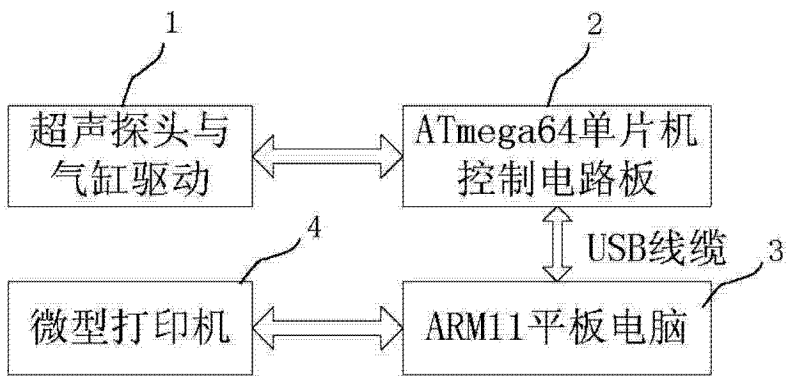 1
2
超声探头与
气缸驱动
ATmega64单片机
控制电路板
USB线缆
4
3
微型打印机
ARM11平板电脑